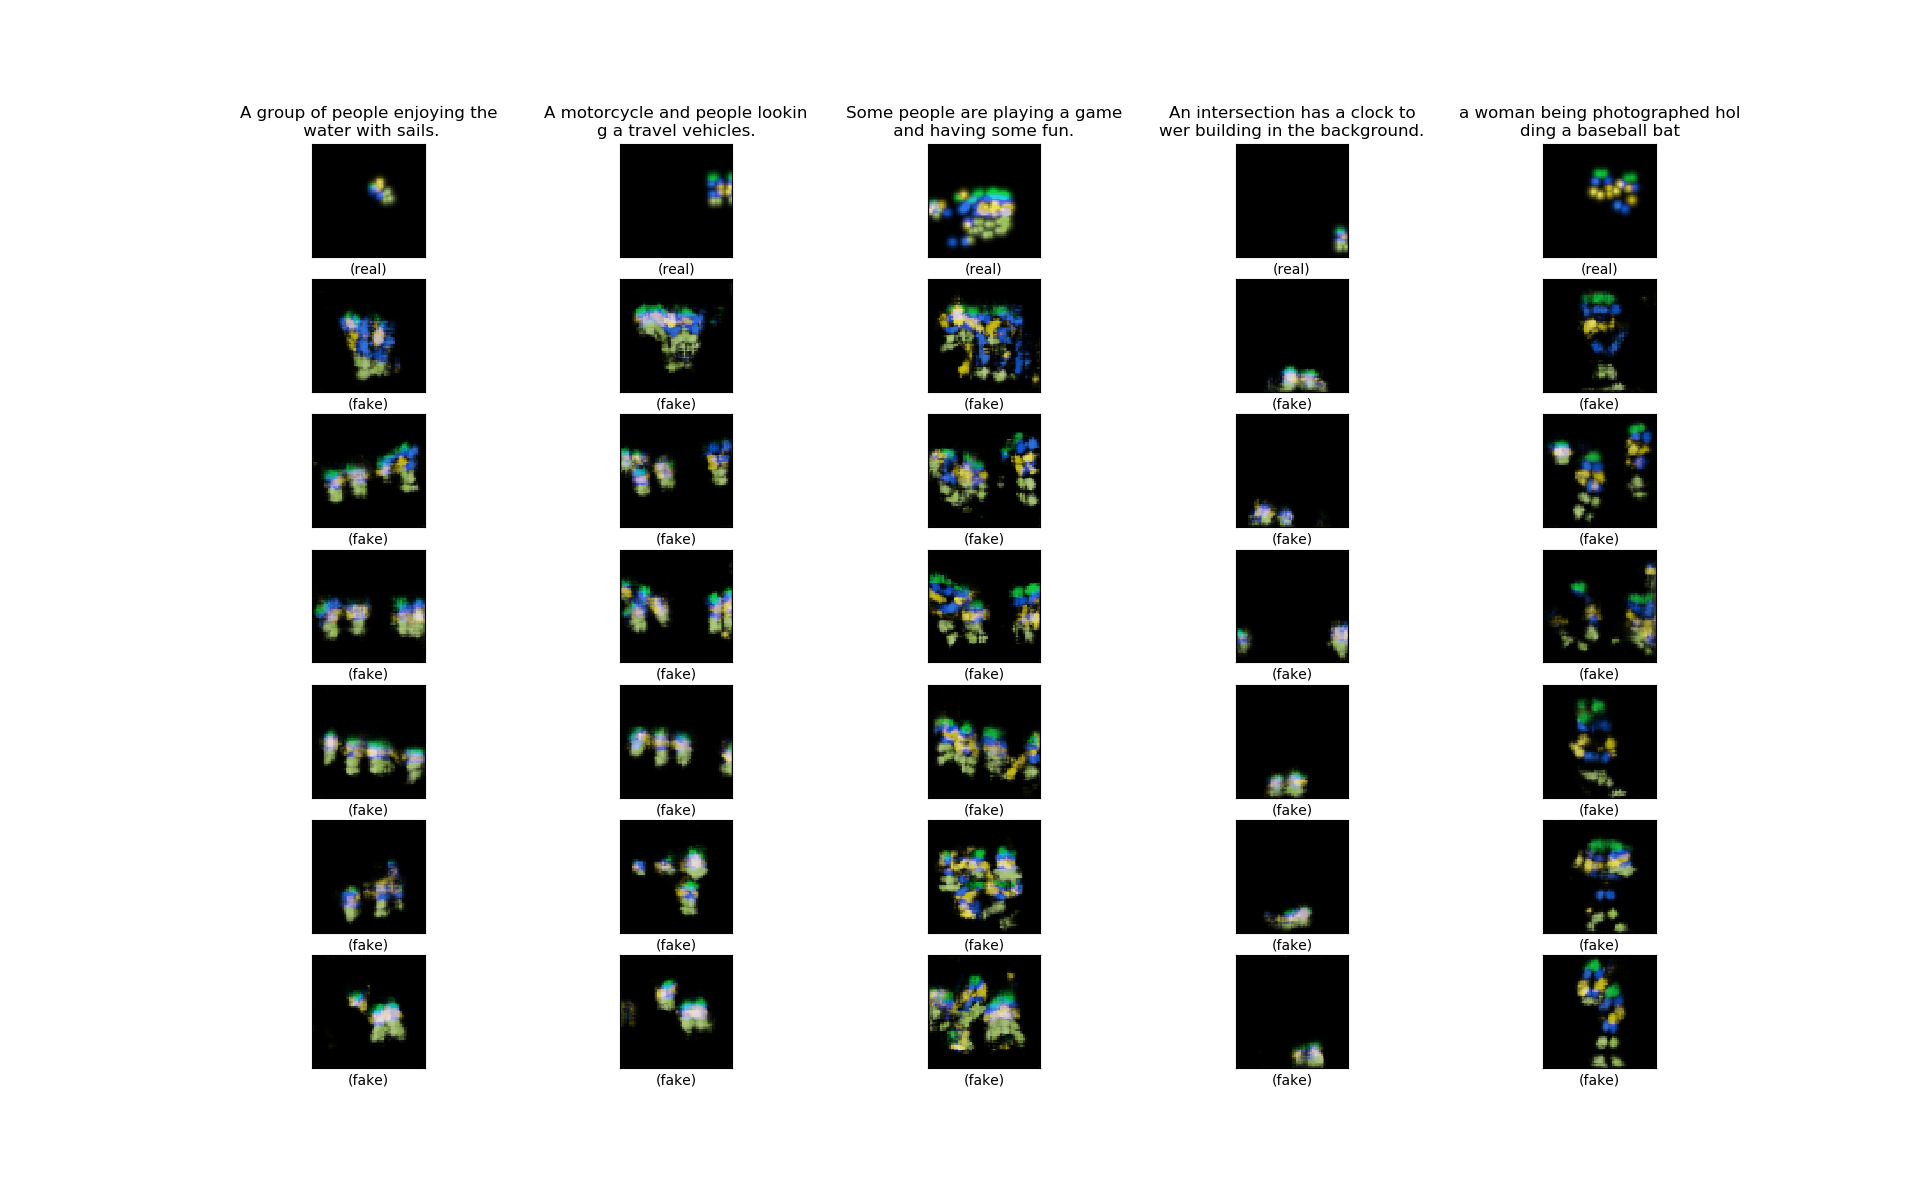 A group of people enjoying the
water with sails.
A motorcycle and people lookin
g a travel vehicles.
Some people are playing a game
and having some fun.
An intersection has a clock to
wer building in the background.
a woman being photographed hol
ding a baseball bat
(real) (real) (real) (real) (real)
(fake) (fake) (fake) (fake) (fake)
(fake) (fake) (fake) (fake) (fake)
(fake) (fake) (fake) (fake) (fake)
(fake) (fake) (fake) (fake) (fake)
(fake) (fake) (fake) (fake) (fake)
(fake) (fake) (fake) (fake) (fake)